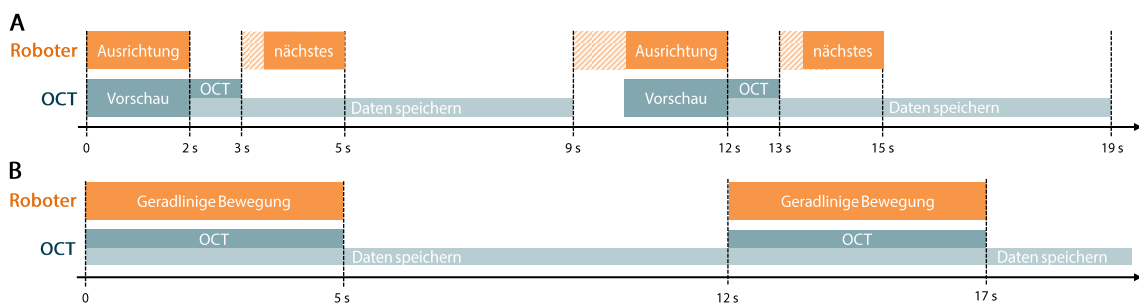 A
Roboter
Ausrichtung
nächstes
Ausrichtung
nächstes
OCT
Vorschau
OCT
Daten speichern
Vorschau
OCT
Daten speichern
0
2 s
3 s
5 s
9 s
12 s
13 s
15 s
19 s
B
Roboter
Geradlinige Bewegung
Geradlinige Bewegung
OCT
OCT
Daten speichern
OCT
Daten speichern
0
5 s
12 s
17 s